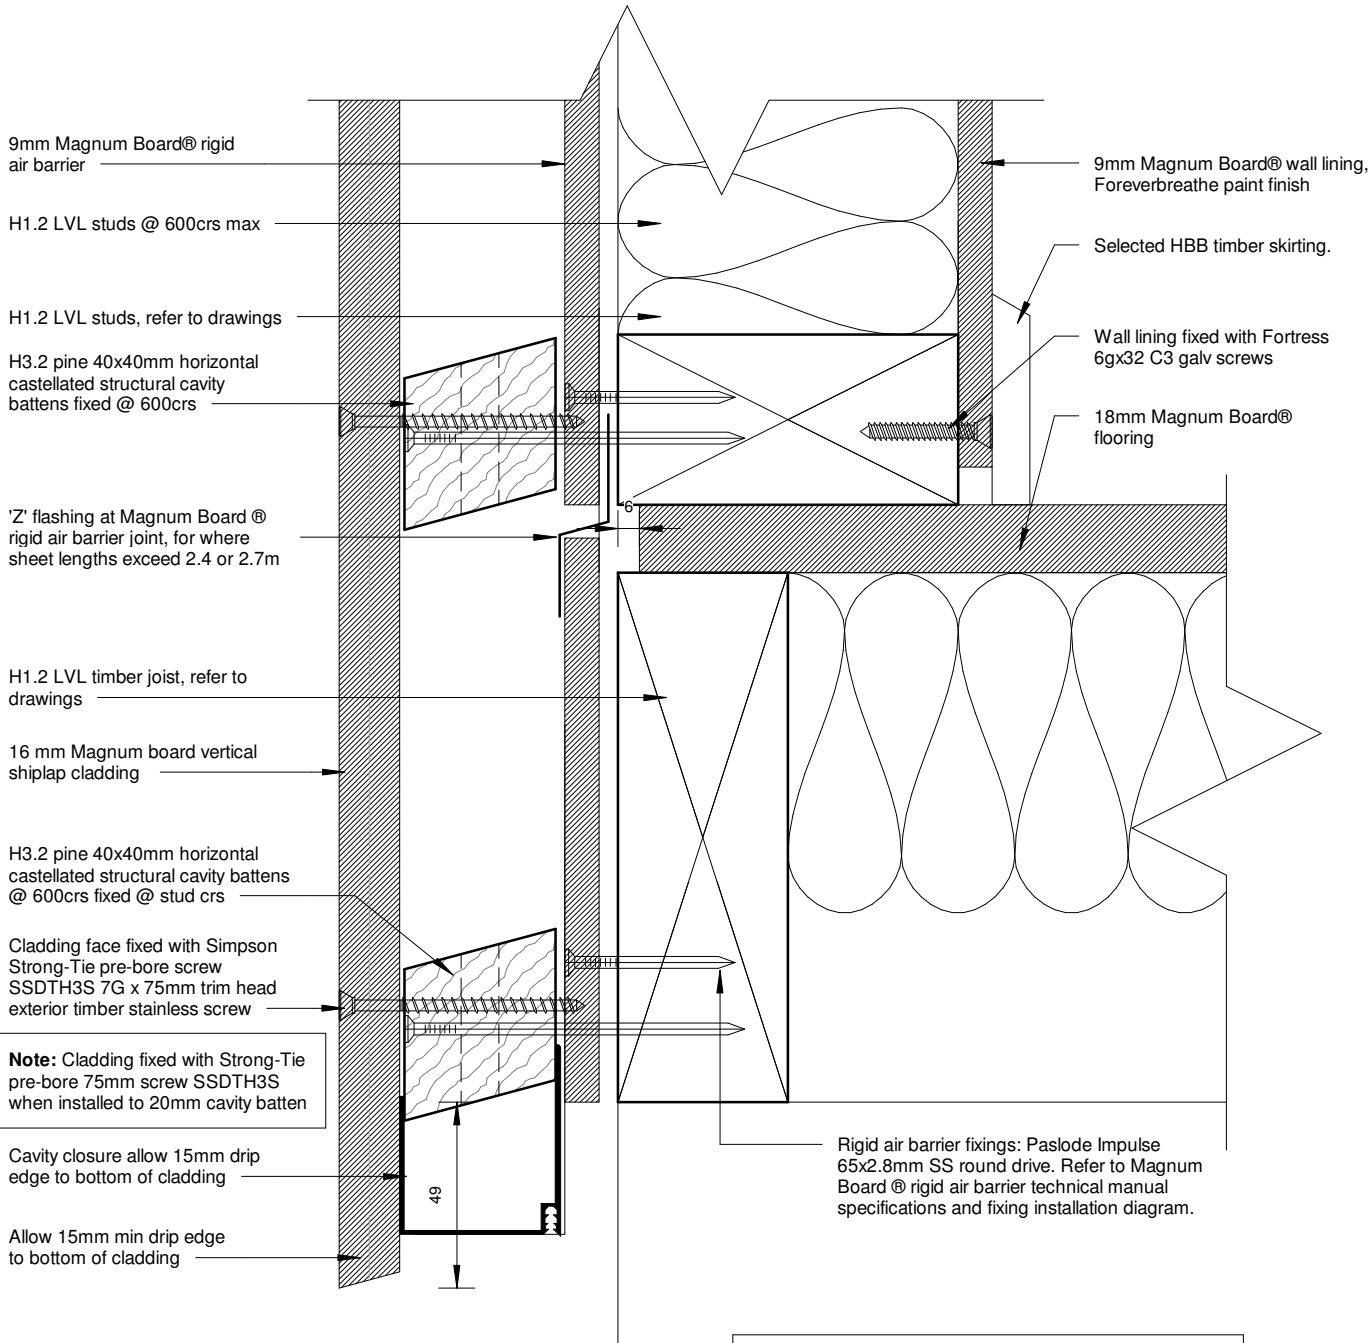 9mm Magnum Board® rigid
air barrier
H1.2 LVL studs @ 600crs max
H1.2 LVL studs, refer to drawings
H3.2 pine 40x40mm horizontal
castellated structural cavity
battens fixed @ 600crs
'Z' flashing at Magnum Board ®
rigid air barrier joint, for where
sheet lengths exceed 2.4 or 2.7m
H1.2 LVL timber joist, refer to
drawings
16 mm Magnum board vertical
shiplap cladding
H3.2 pine 40x40mm horizontal
castellated structural cavity battens
@ 600crs fixed @ stud crs
Cladding face fixed with Simpson
Strong-Tie pre-bore screw
SSDTH3S 7G x 75mm trim head
exterior timber stainless screw
Note: Cladding fixed with Strong-Tie
pre-bore 75mm screw SSDTH3S
when installed to 20mm cavity batten
Cavity closure allow 15mm drip
edge to bottom of cladding
Allow 15mm min drip edge
to bottom of cladding
6
49
9mm Magnum Board® wall lining,
Foreverbreathe paint finish
Selected HBB timber skirting.
Wall lining fixed with Fortress
6gx32 C3 galv screws
18mm Magnum Board®
flooring
Rigid air barrier fixings: Paslode Impulse
65x2.8mm SS round drive. Refer to Magnum
Board ® rigid air barrier technical manual
specifications and fixing installation diagram.